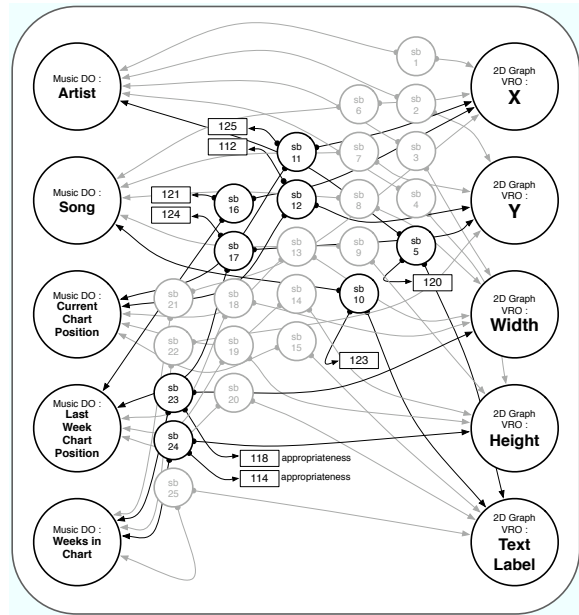 Music DO :
Artist
Music DO :
Song
Music DO :
Current
Chart
Position
Music DO :
Last
Week
Chart
Position
Music DO :
Weeks in
Chart
sb
1
sb
2
sb
6
sb
3
125
sb
11
sb
7
112
sb
4
121
sb
16
sb
12
sb
8
124
sb
17
sb
13
sb
9
sb
5
120
sb
21
sb
18
sb
14
sb
10
sb
22
sb
19
sb
15
123
sb
23
sb
20
sb
24
118 appropriateness
114 appropriateness
sb
25
2D Graph
VRO :
X
2D Graph
VRO :
Y
2D Graph
VRO :
Width
2D Graph
VRO :
Height
2D Graph
VRO :
Text
Label